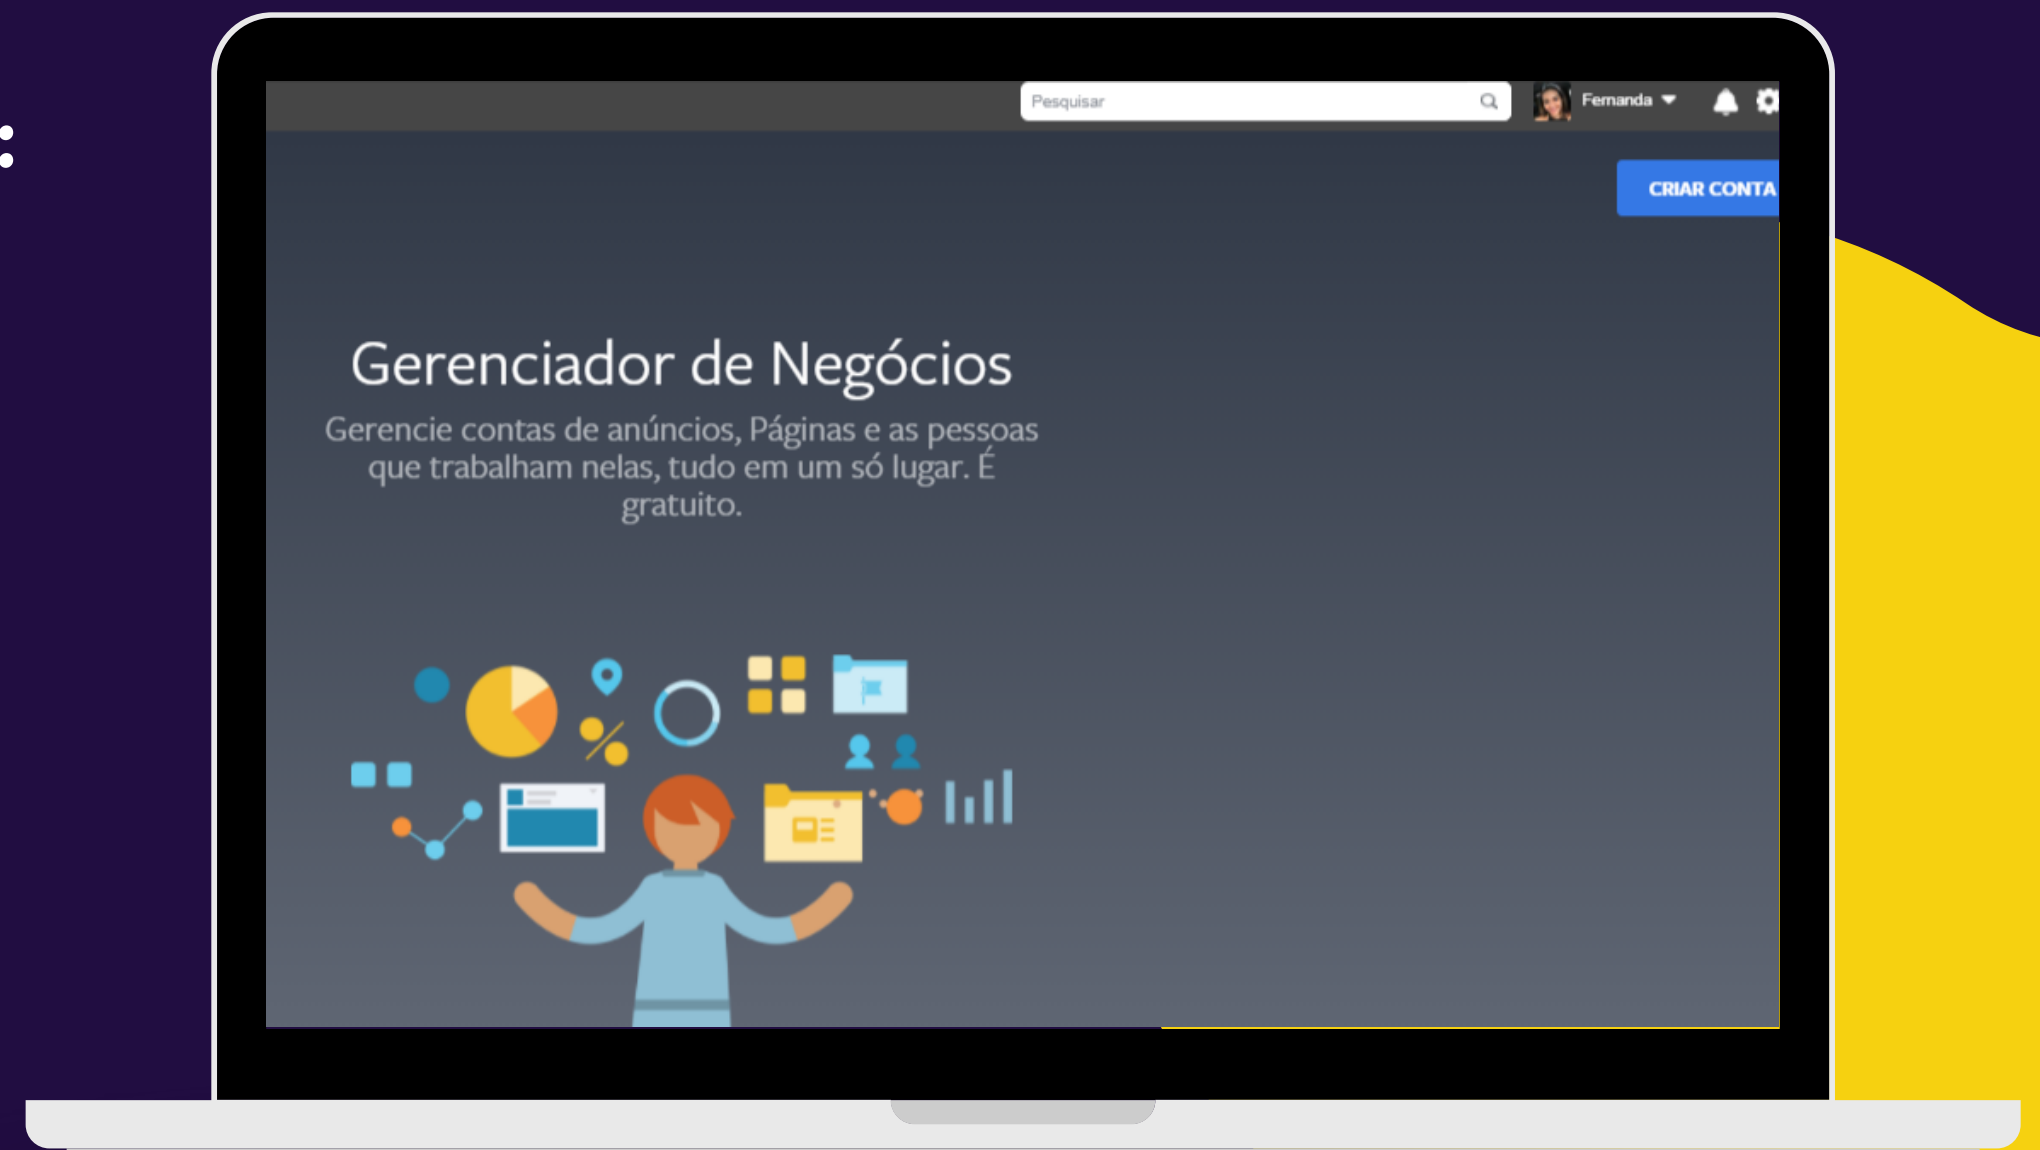 :
Pesquisar
Fernanda
CRIAR CONTA
Gerenciador de Negócios
Gerencie contas de anúncios, Páginas e as pessoas
que trabalham nelas, tudo em um só lugar. É
gratuito.